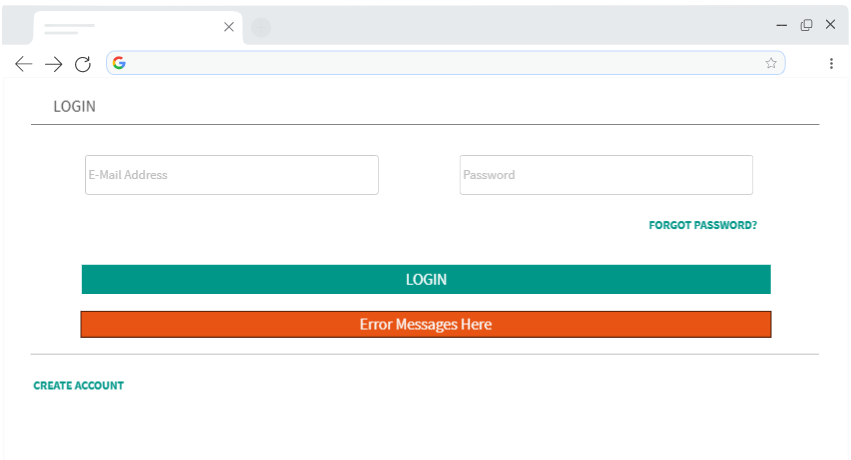 LOGIN
E-Mail Address
Password
FORGOT PASSWORD?
LOGIN
Error Messages Here
CREATE ACCOUNT